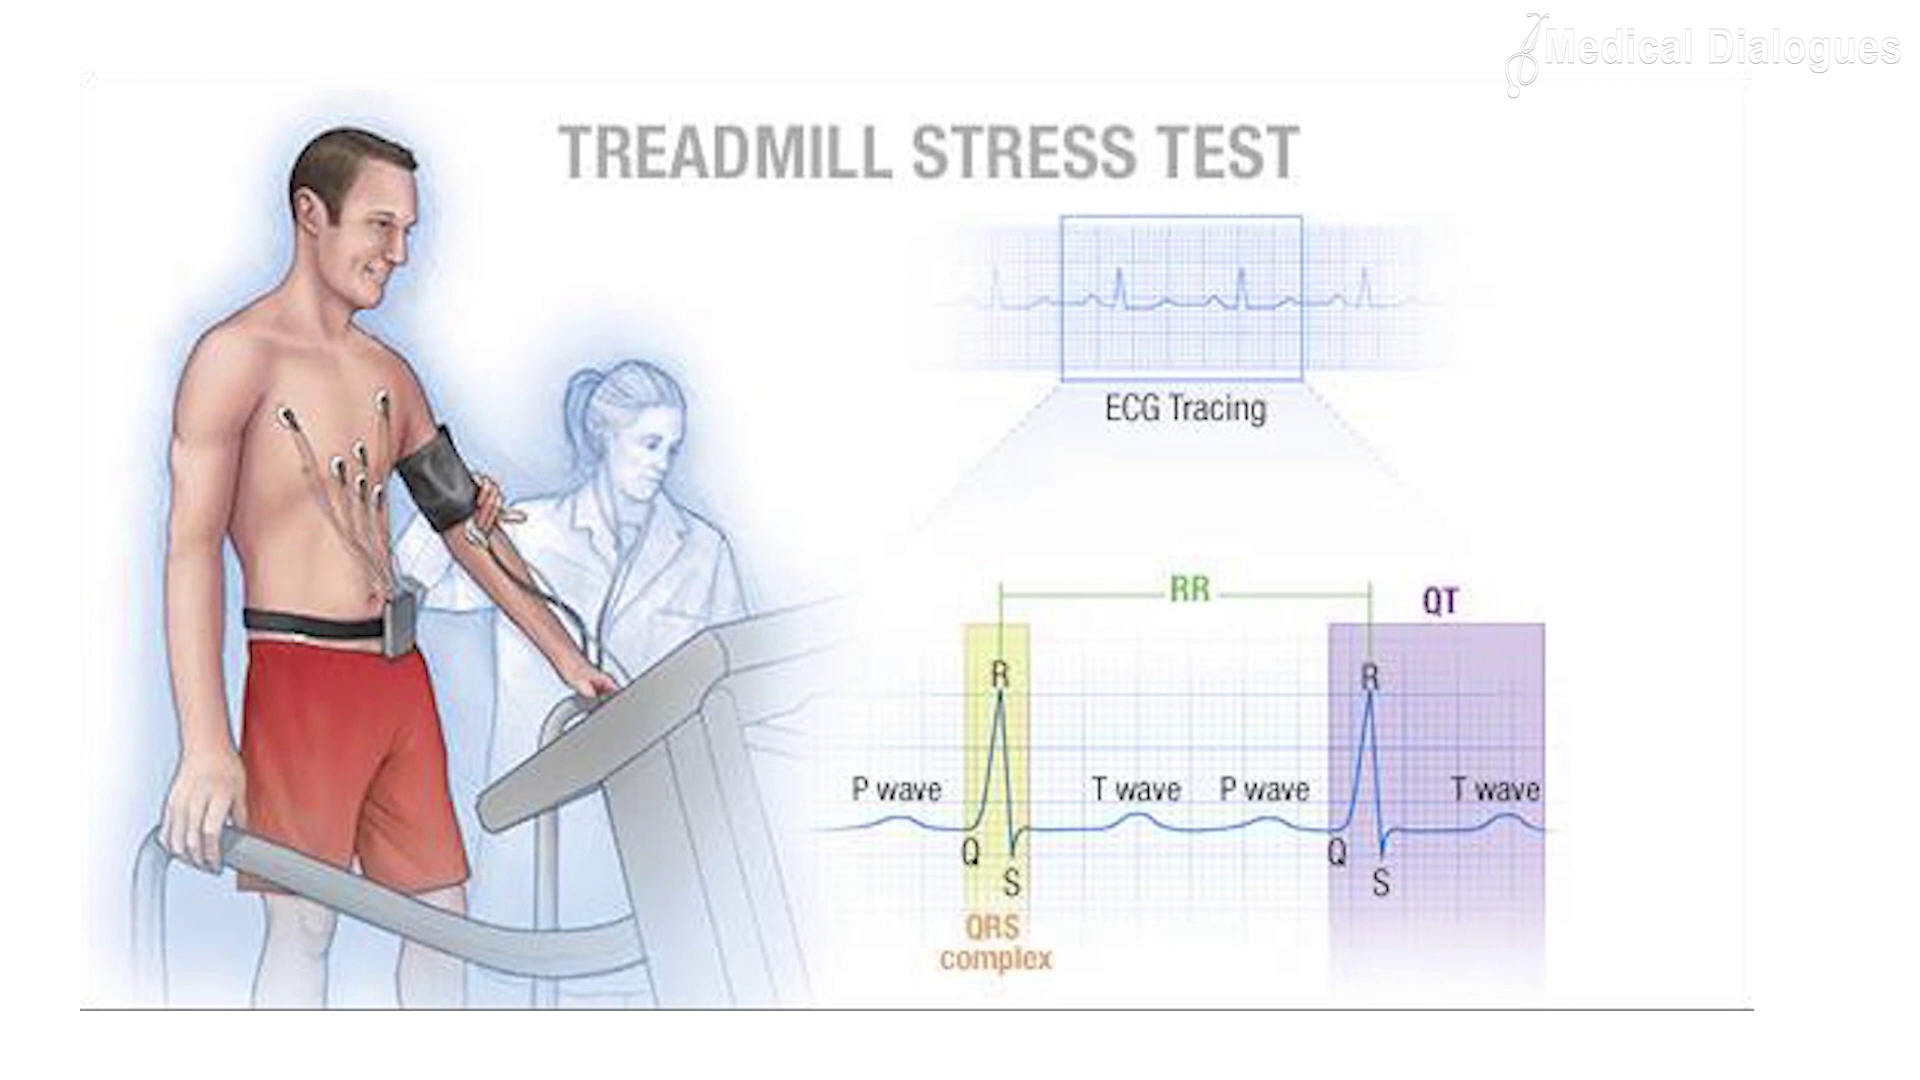 Medical Dialogues
TREADMILL STRESS TEST
ECG Tracing
RR
QT
R
R
P wave
T wave
P wave
T wave
Q
Q
S
S
QRS
complex